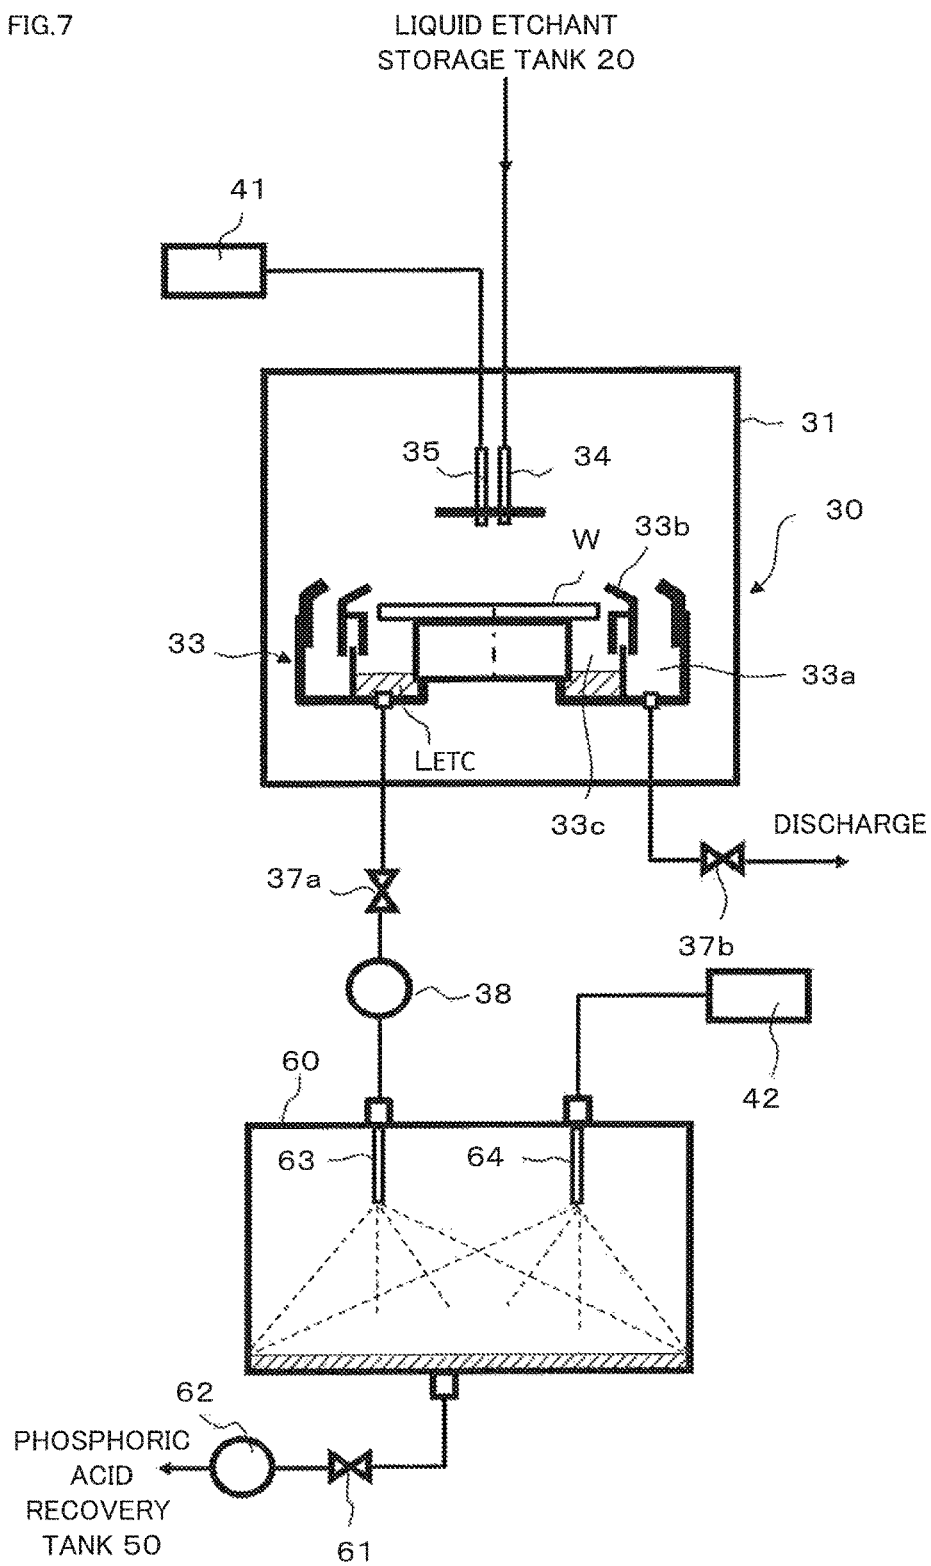 FIG.7
LIQUID ETCHANT
STORAGE TANK 20
41
31
35
34
30
W
33b
33
33a
LETC
33c
DISCHARGE
37a
37b
38
42
60
63
64
62
PHOSPHORIC
ACID
RECOVERY
TANK 50
61